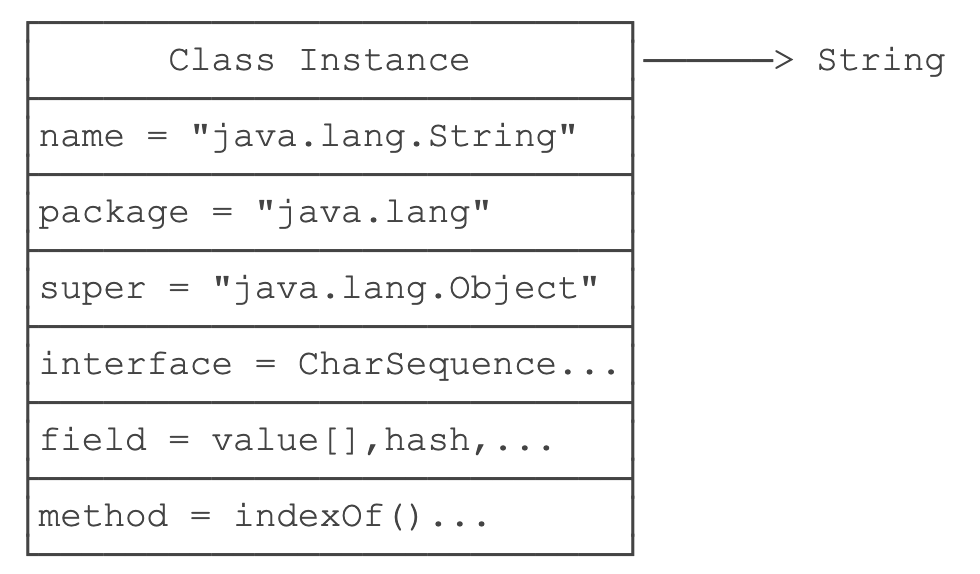 Class Instance ──────> String
name = "java.lang.String"
package = "java.lang"
super = "java.lang.Object"
interface = CharSequence...
field = value[],hash,...
method = indexOf()...